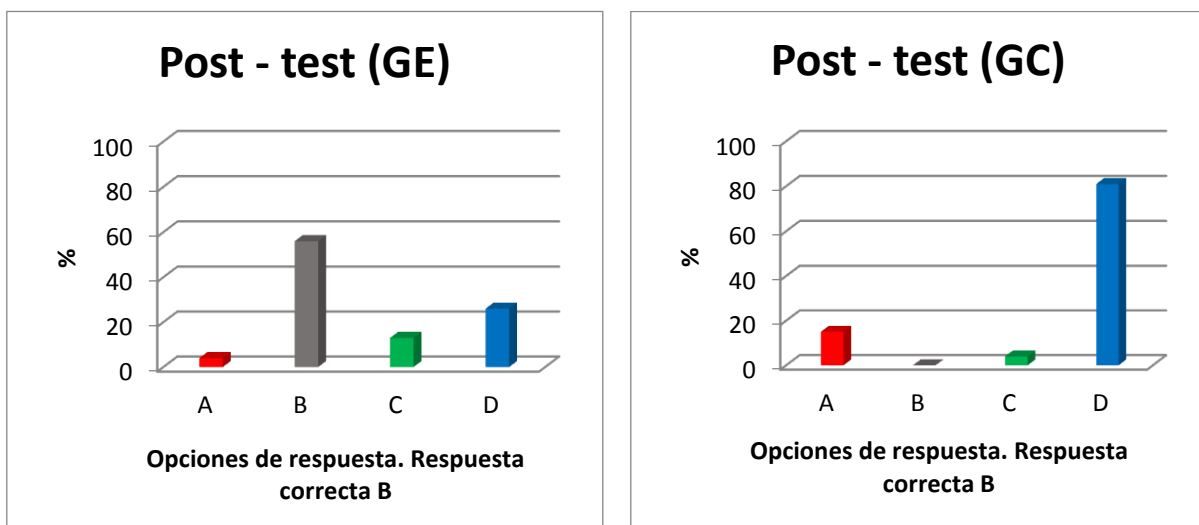 Post - test (GE)
100
80
60
40
20
0
%
A B C D
Opciones de respuesta. Respuesta
correcta B
Post - test (GC)
100
80
60
40
20
0
%
A B C D
Opciones de respuesta. Respuesta
correcta B